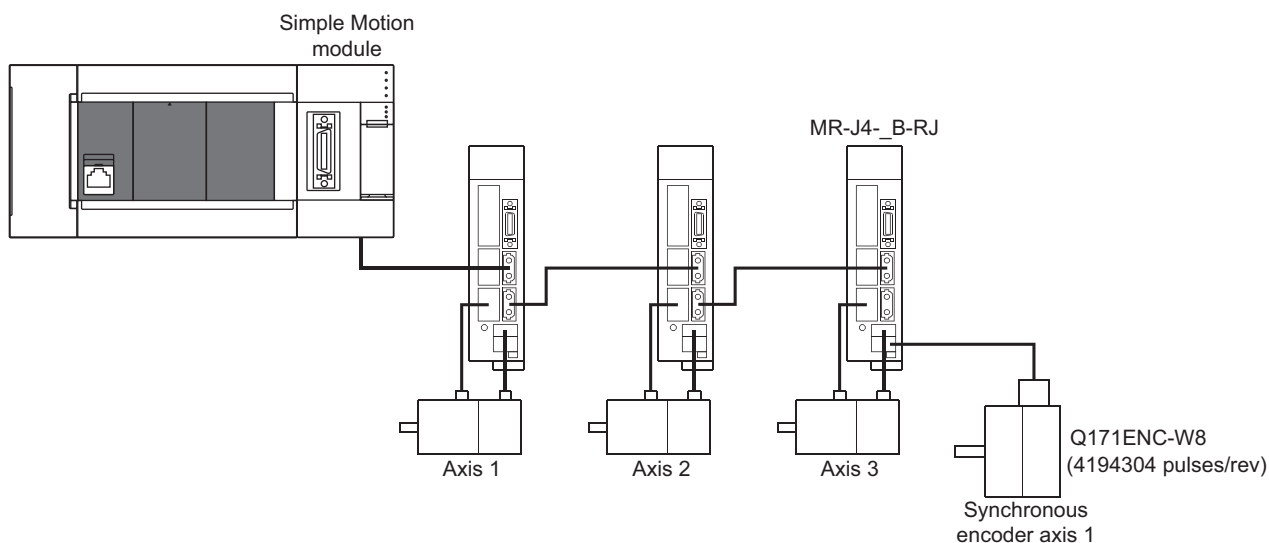 Simple Motion
module
MR-J4-_B-RJ
Axis 1
Axis 2
Axis 3
Q171ENC-W8
(4194304 pulses/rev)
Synchronous
encoder axis 1